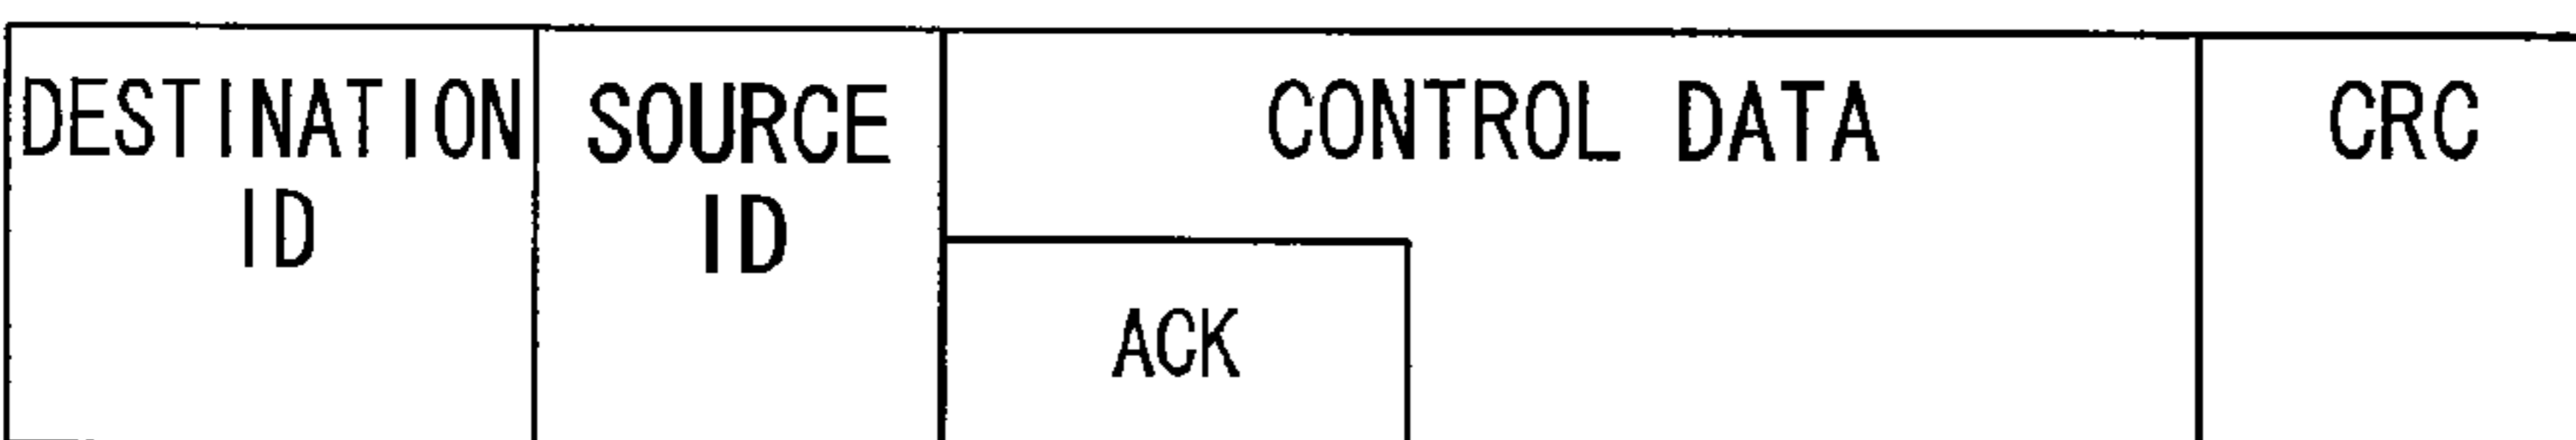 DESTINATION
ID
SOURCE
ID
CONTROL DATA
ACK
CRC